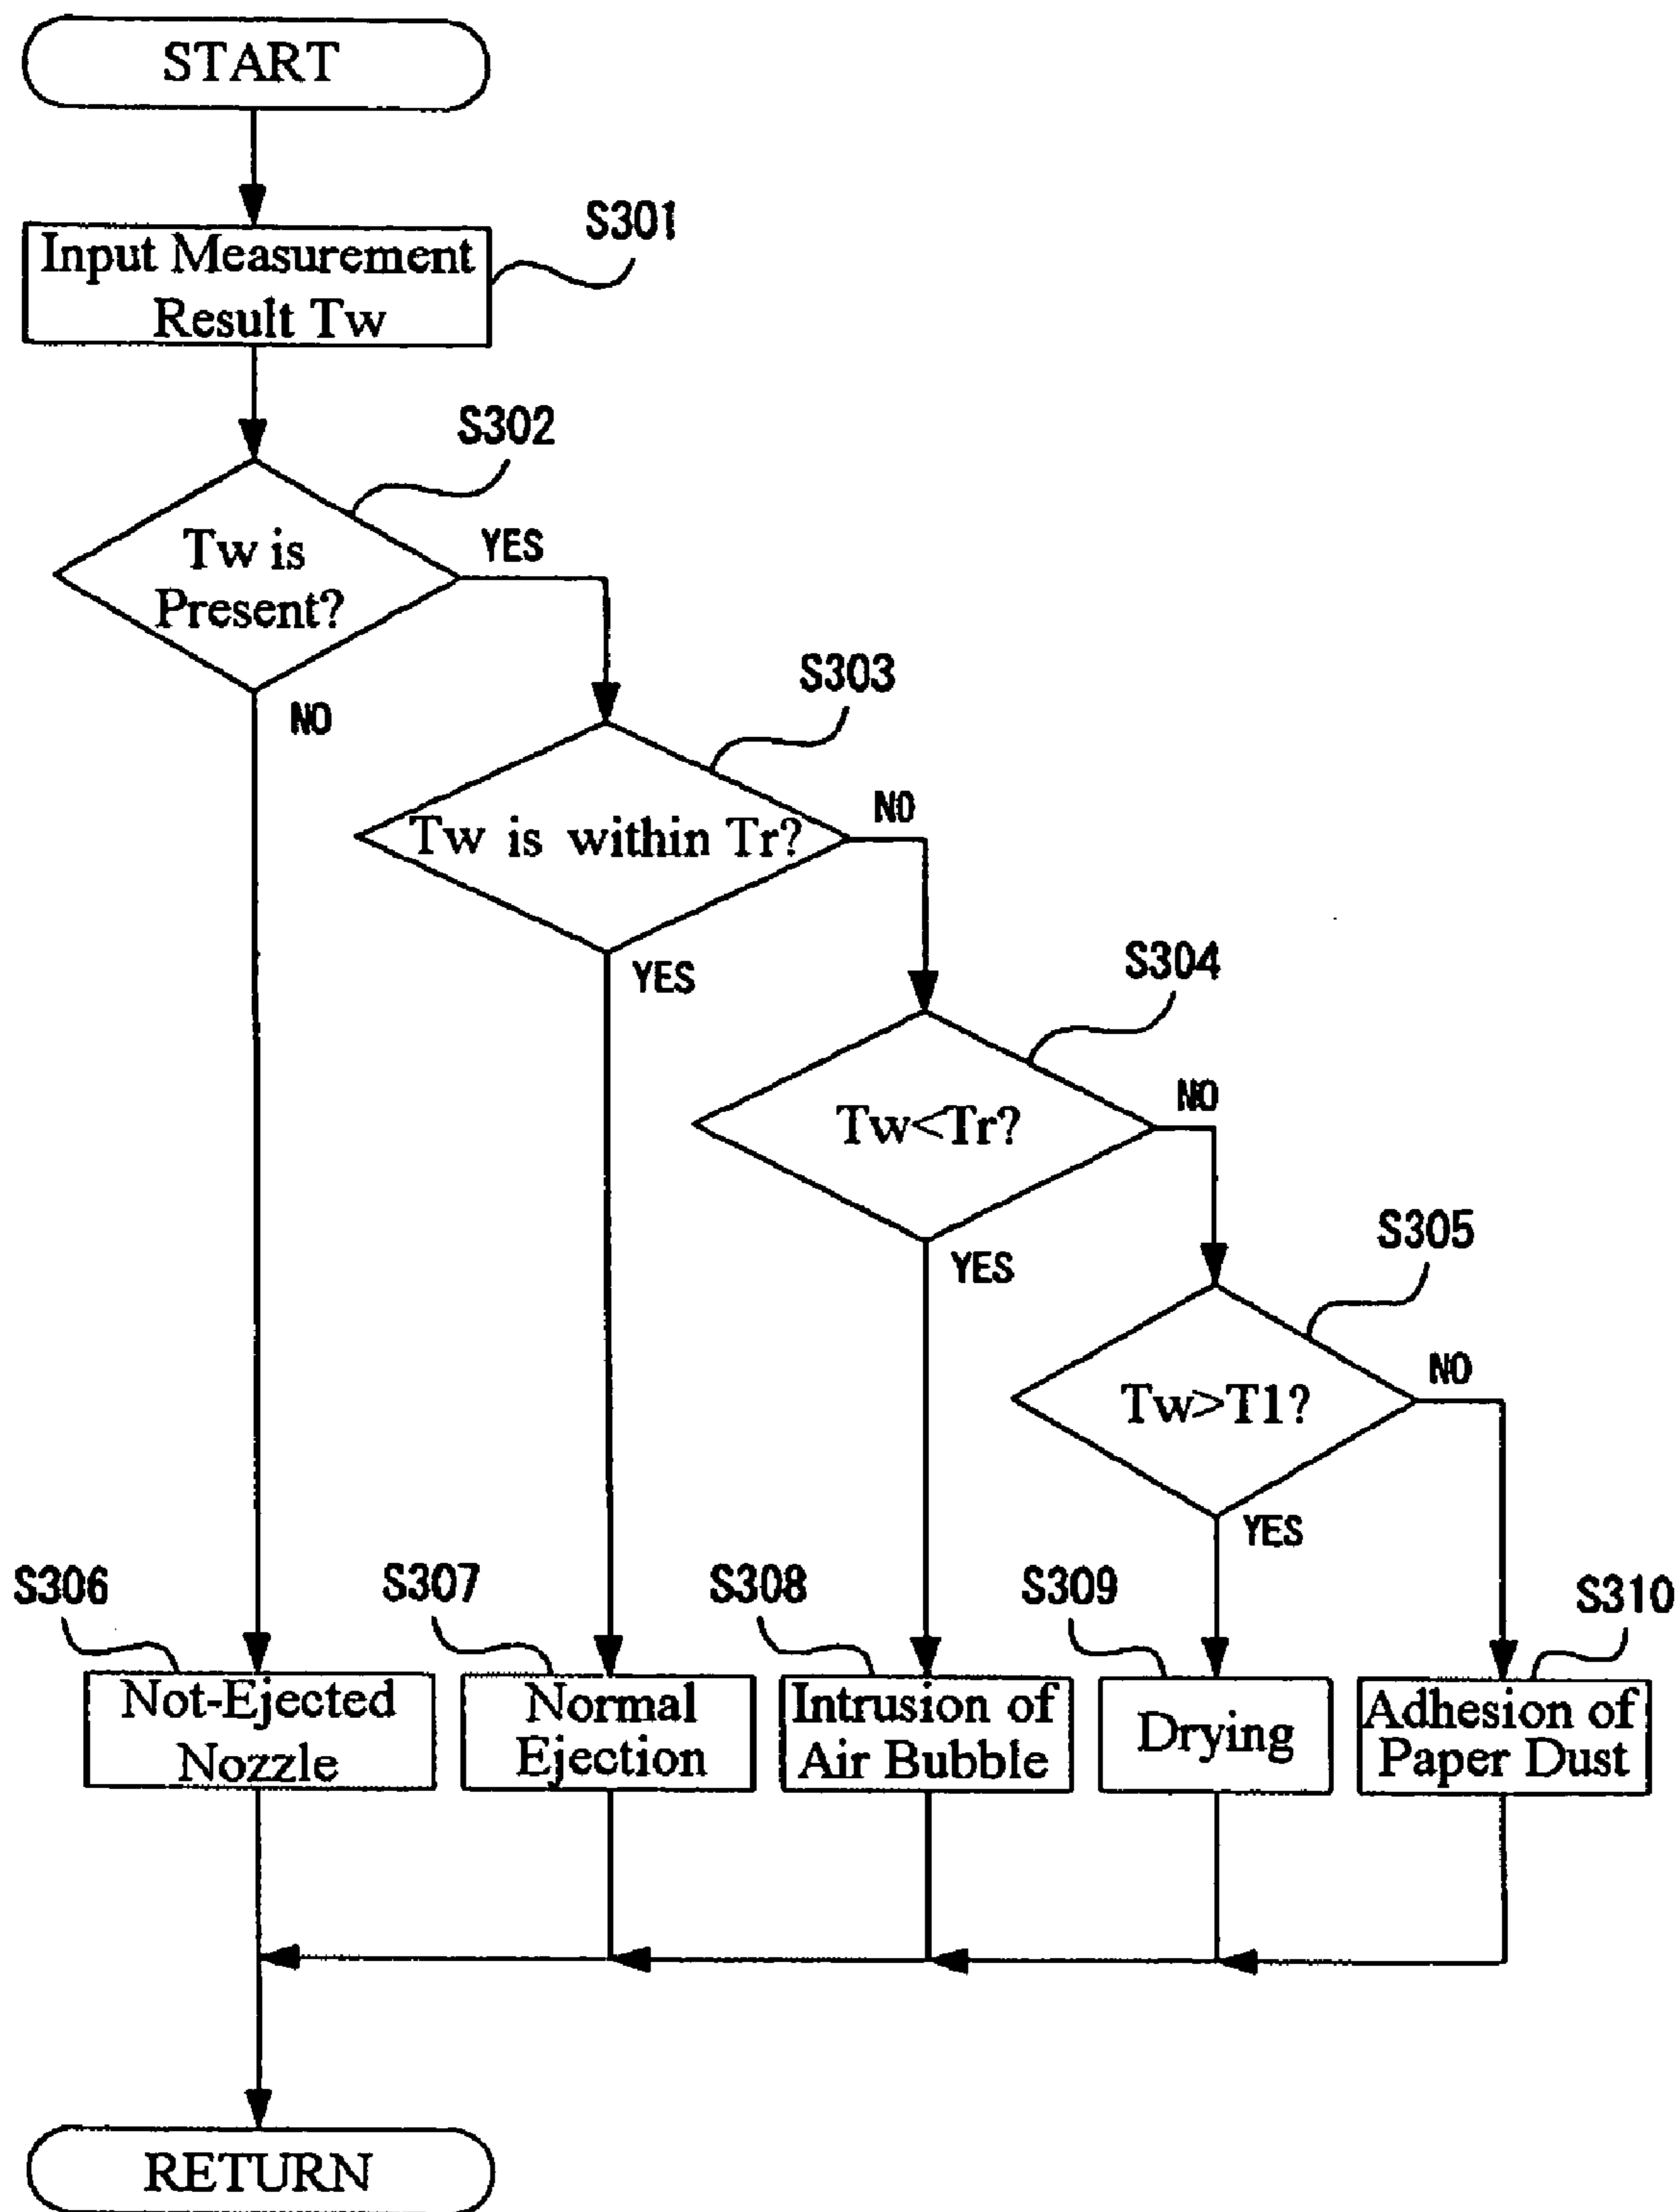 START
S301
Input Measurement
Result Tw
S302
Tw is
Present?
YES
NO
S303
Tw is within Tr?
NO
YES
S304
Tw<Tr?
NO
YES
S305
Tw>T1?
NO
YES
S306
S307
S308
S309
S310
Not-Ejected
Nozzle
Normal
Ejection
Intrusion of
Air Bubble
Drying
Adhesion of
Paper Dust
RETURN